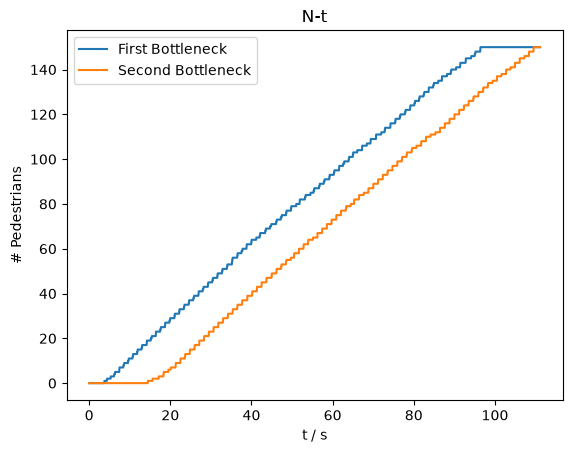 N-t
First Bottleneck
Second Bottleneck
# Pedestrians
140
120
100
80
60
40
20
0
0 20 40 60 80 100
t / s